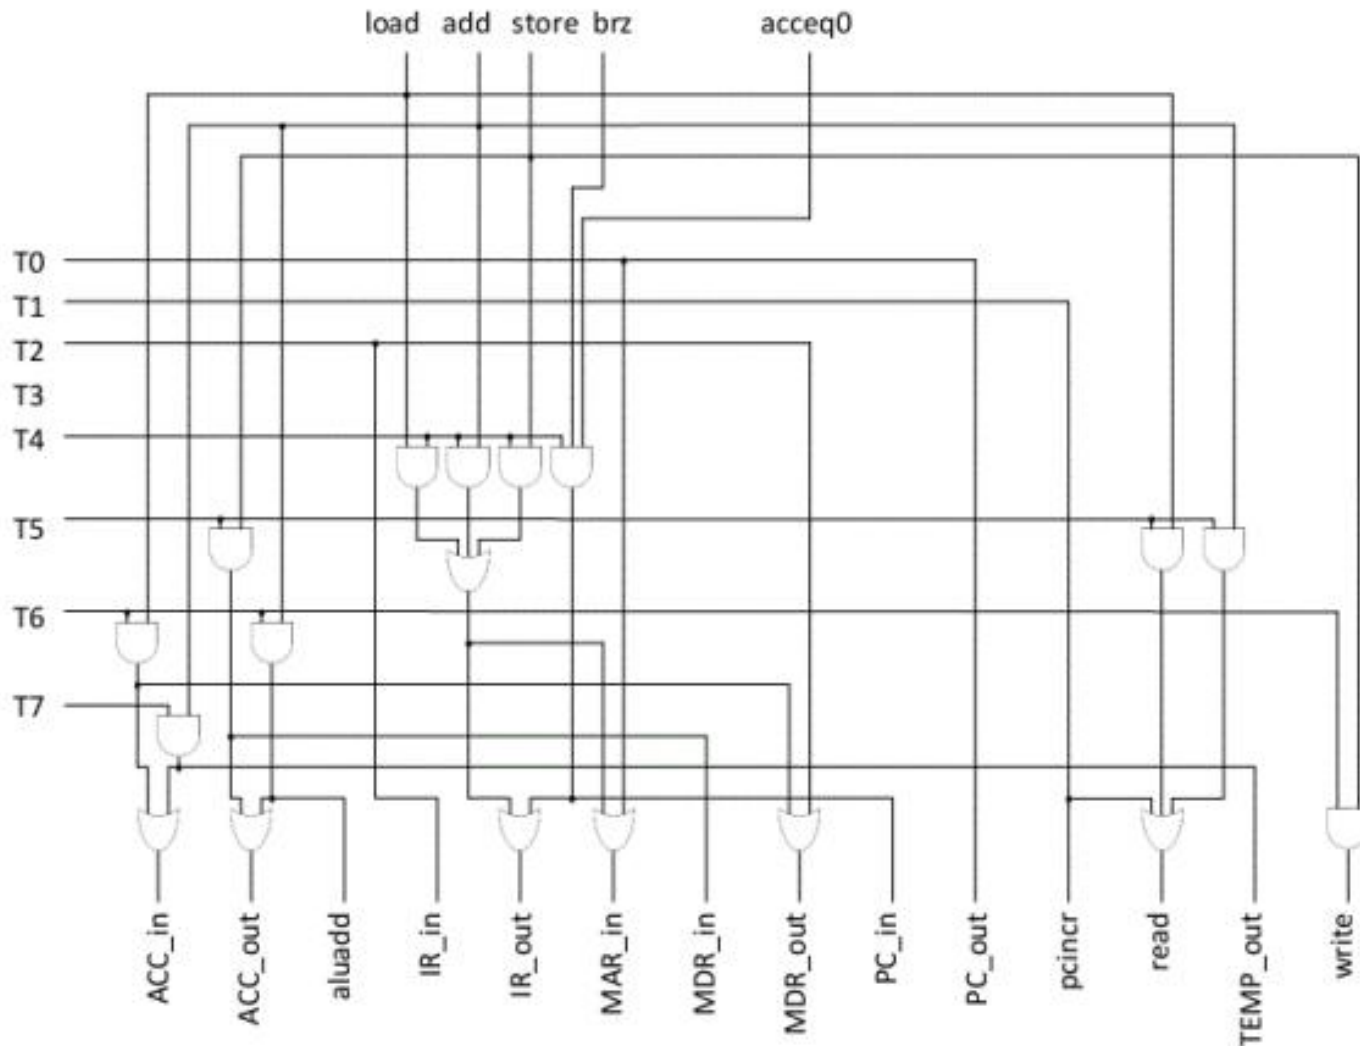 load add store brz acceq0
T0
T1
T2
T3
T4
T5
T6
T7
ACC_in
ACC_out
aluadd
IR_in
IR_out
MAR_in
MDR_in
MDR_out
PC_in
PC_out
pcincr
read
TEMP_out
write